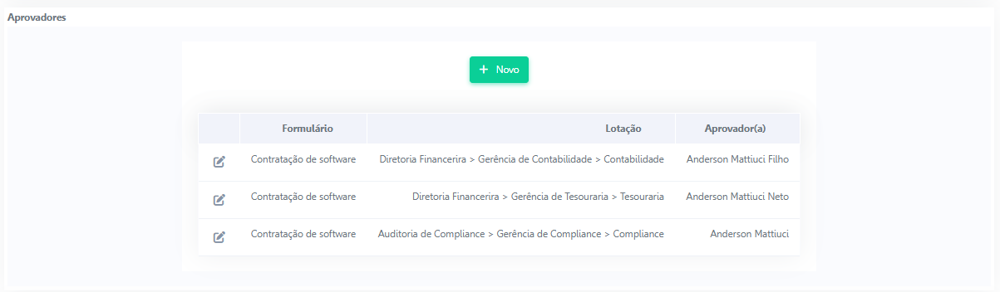 Aprovadores
+ Novo
Formulário Lotação Aprovador(a)
Contratação de software Diretoria Financerira > Gerência de Contabilidade > Contabilidade Anderson Mattiuci Filho
Contratação de software Diretoria Financerira > Gerência de Tesouraria > Tesouraria Anderson Mattiuci Neto
Contratação de software Auditoria de Compliance > Gerência de Compliance > Compliance Anderson Mattiuci